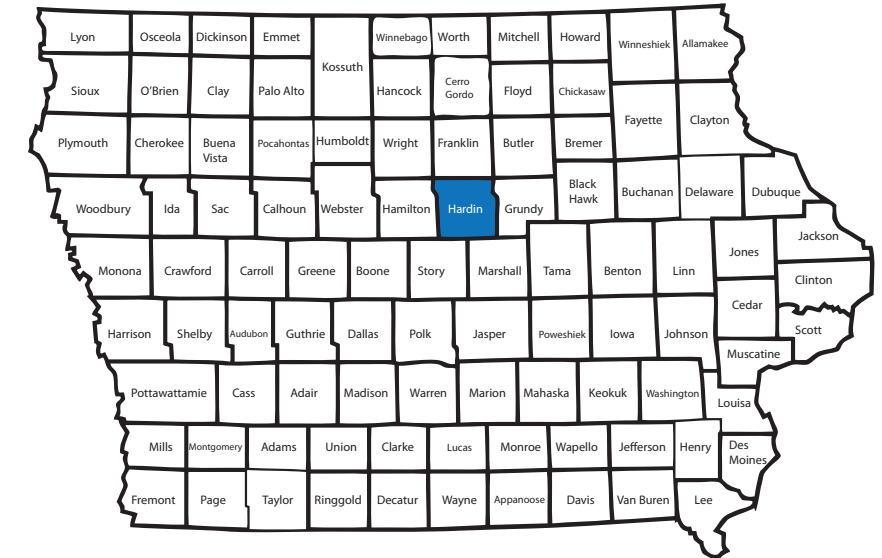 Lyon
Osceola
Dickinson
Emmet
Kossuth
Winnebago
Worth
Mitchell
Howard
Winneshiek
Allamakee
Sioux
O'Brien
Clay
Palo Alto
Hancock
Cerro
Gordo
Floyd
Chickasaw
Fayette
Clayton
Plymouth
Cherokee
Buena
Vista
Pocahontas
Humboldt
Wright
Franklin
Butler
Bremer
Woodbury
Ida
Sac
Calhoun
Webster
Hamilton
Hardin
Grundy
Black
Hawk
Buchanan
Delaware
Dubuque
Monona
Crawford
Carroll
Greene
Boone
Story
Marshall
Tama
Benton
Linn
Jones
Jackson
Clinton
Harrison
Shelby
Audubon
Guthrie
Dallas
Polk
Jasper
Poweshiek
Iowa
Johnson
Cedar
Scott
Muscatine
Pottawattamie
Cass
Adair
Madison
Warren
Marion
Mahaska
Keokuk
Washington
Louisa
Mills
Montgomery
Adams
Union
Clarke
Lucas
Monroe
Wapello
Jefferson
Henry
Des
Moines
Fremont
Page
Taylor
Ringgold
Decatur
Wayne
Appanoose
Davis
Van Buren
Lee